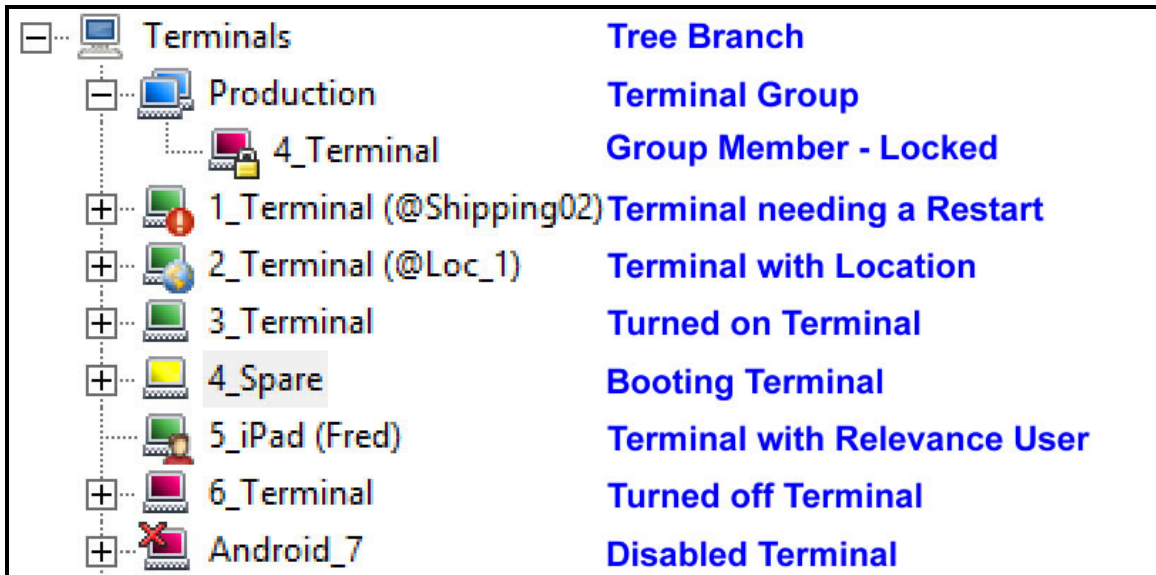 Terminals Tree Branch
Production Terminal Group
4_Terminal Group Member - Locked
1_Terminal (@Shipping02) Terminal needing a Restart
2_Terminal (@Loc_1) Terminal with Location
3_Terminal Turned on Terminal
4_Spare Booting Terminal
5_iPad (Fred) Terminal with Relevance User
6_Terminal Turned off Terminal
Android_7 Disabled Terminal